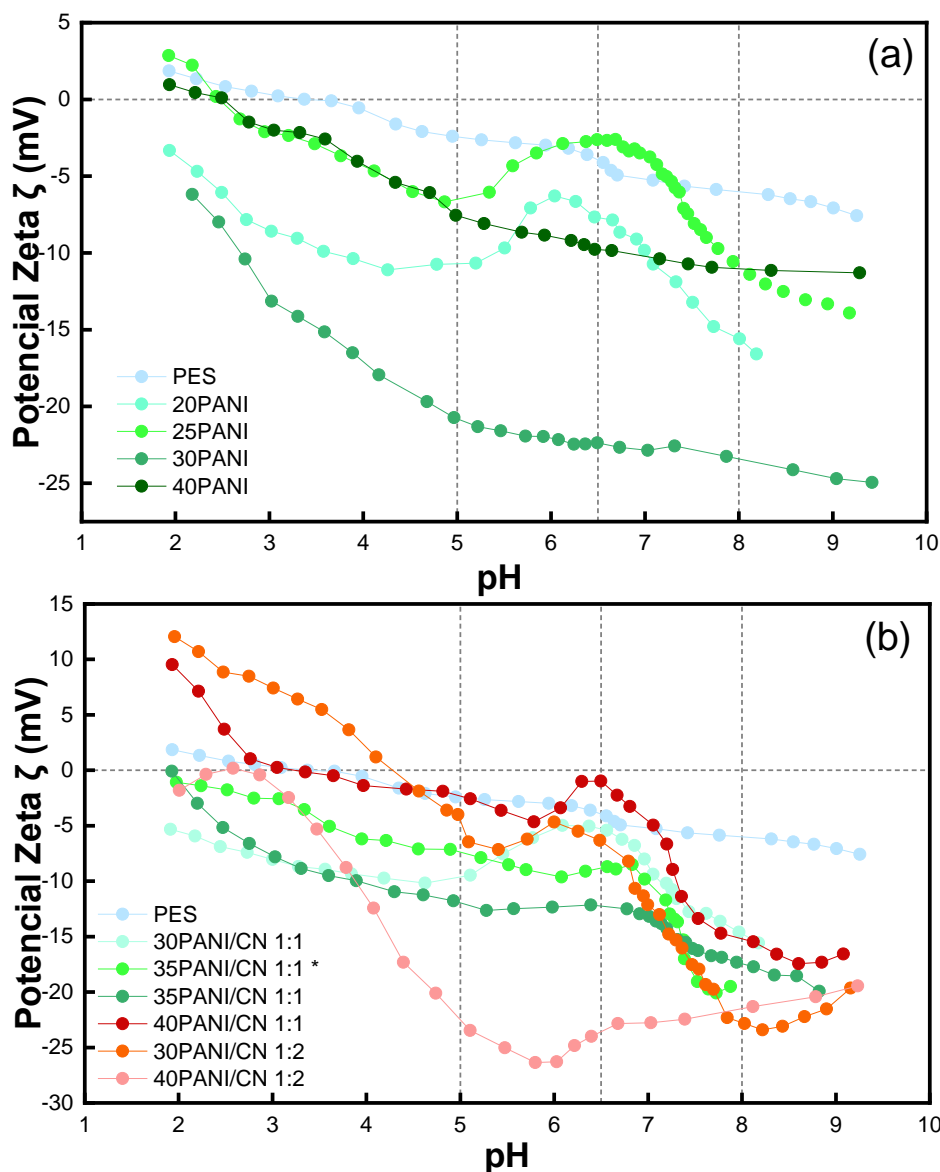 (a)
Potencial Zeta ζ (mV)
5
0
-5
-10
-15
-20
-25
PES
20PANI
25PANI
30PANI
40PANI
1 2 3 4 5 6 7 8 9 10
pH
(b)
Potencial Zeta ζ (mV)
15
10
5
0
-5
-10
-15
-20
-25
-30
PES
30PANI/CN 1:1
35PANI/CN 1:1 *
35PANI/CN 1:1
40PANI/CN 1:1
30PANI/CN 1:2
40PANI/CN 1:2
1 2 3 4 5 6 7 8 9 10
pH